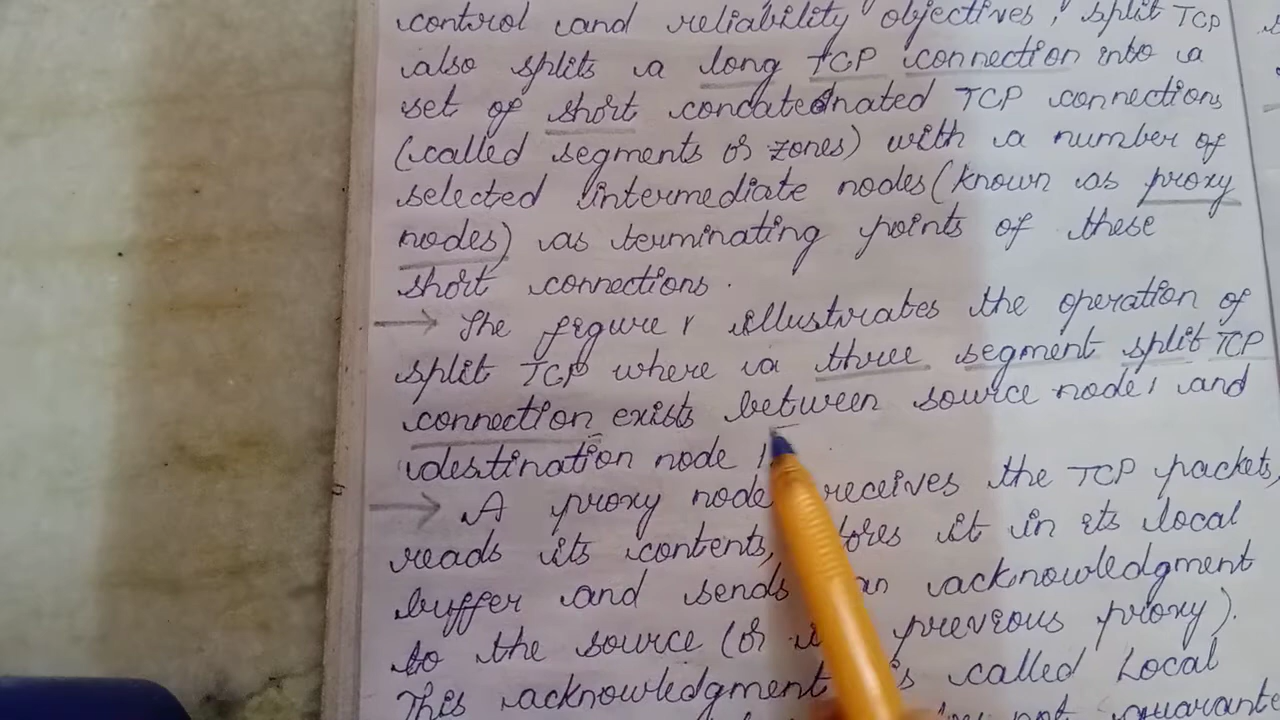 control and reliability objectives, split TCP
also splits a long TCP connection into a
set of short concatenated TCP connections
(called segments or zones) with a number of
selected intermediate nodes (known as proxy
nodes) as terminating points of these
short connections.
→ The figure 1 illustrates the operation of
split TCP where a three segment split TCP
connection exists between source node 1 and
destination node
→ A proxy node receives the TCP packets,
reads its contents, it in its local
buffer and sends an acknowledgment
to the source (or preveous proxy).
This acknowledgment is called Local
not guarante